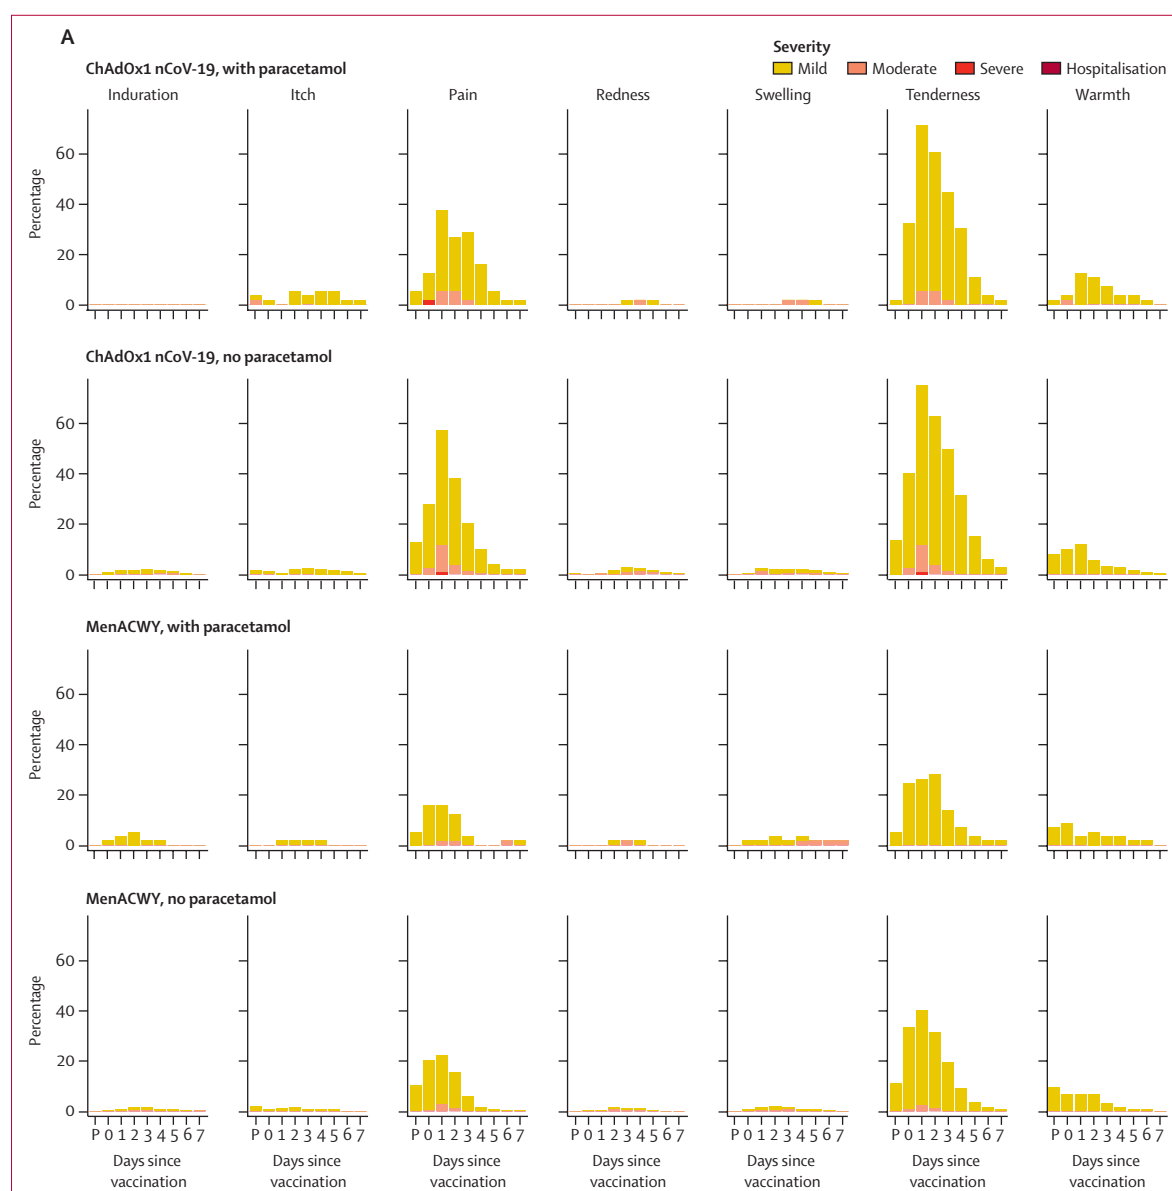 A
Severity
Mild Moderate Severe Hospitalisation
ChAdOx1 nCoV-19, with paracetamol
Induration Itch Pain Redness Swelling Tenderness Warmth
Percentage
60
40
20
0
ChAdOx1 nCoV-19, no paracetamol
Percentage
60
40
20
0
MenACWY, with paracetamol
Percentage
60
40
20
0
MenACWY, no paracetamol
Percentage
60
40
20
0
P 0 1 2 3 4 5 6 7 P 0 1 2 3 4 5 6 7 P 0 1 2 3 4 5 6 7 P 0 1 2 3 4 5 6 7 P 0 1 2 3 4 5 6 7 P 0 1 2 3 4 5 6 7 P 0 1 2 3 4 5 6 7
Days since Days since Days since Days since Days since Days since Days since
vaccination vaccination vaccination vaccination vaccination vaccination vaccination